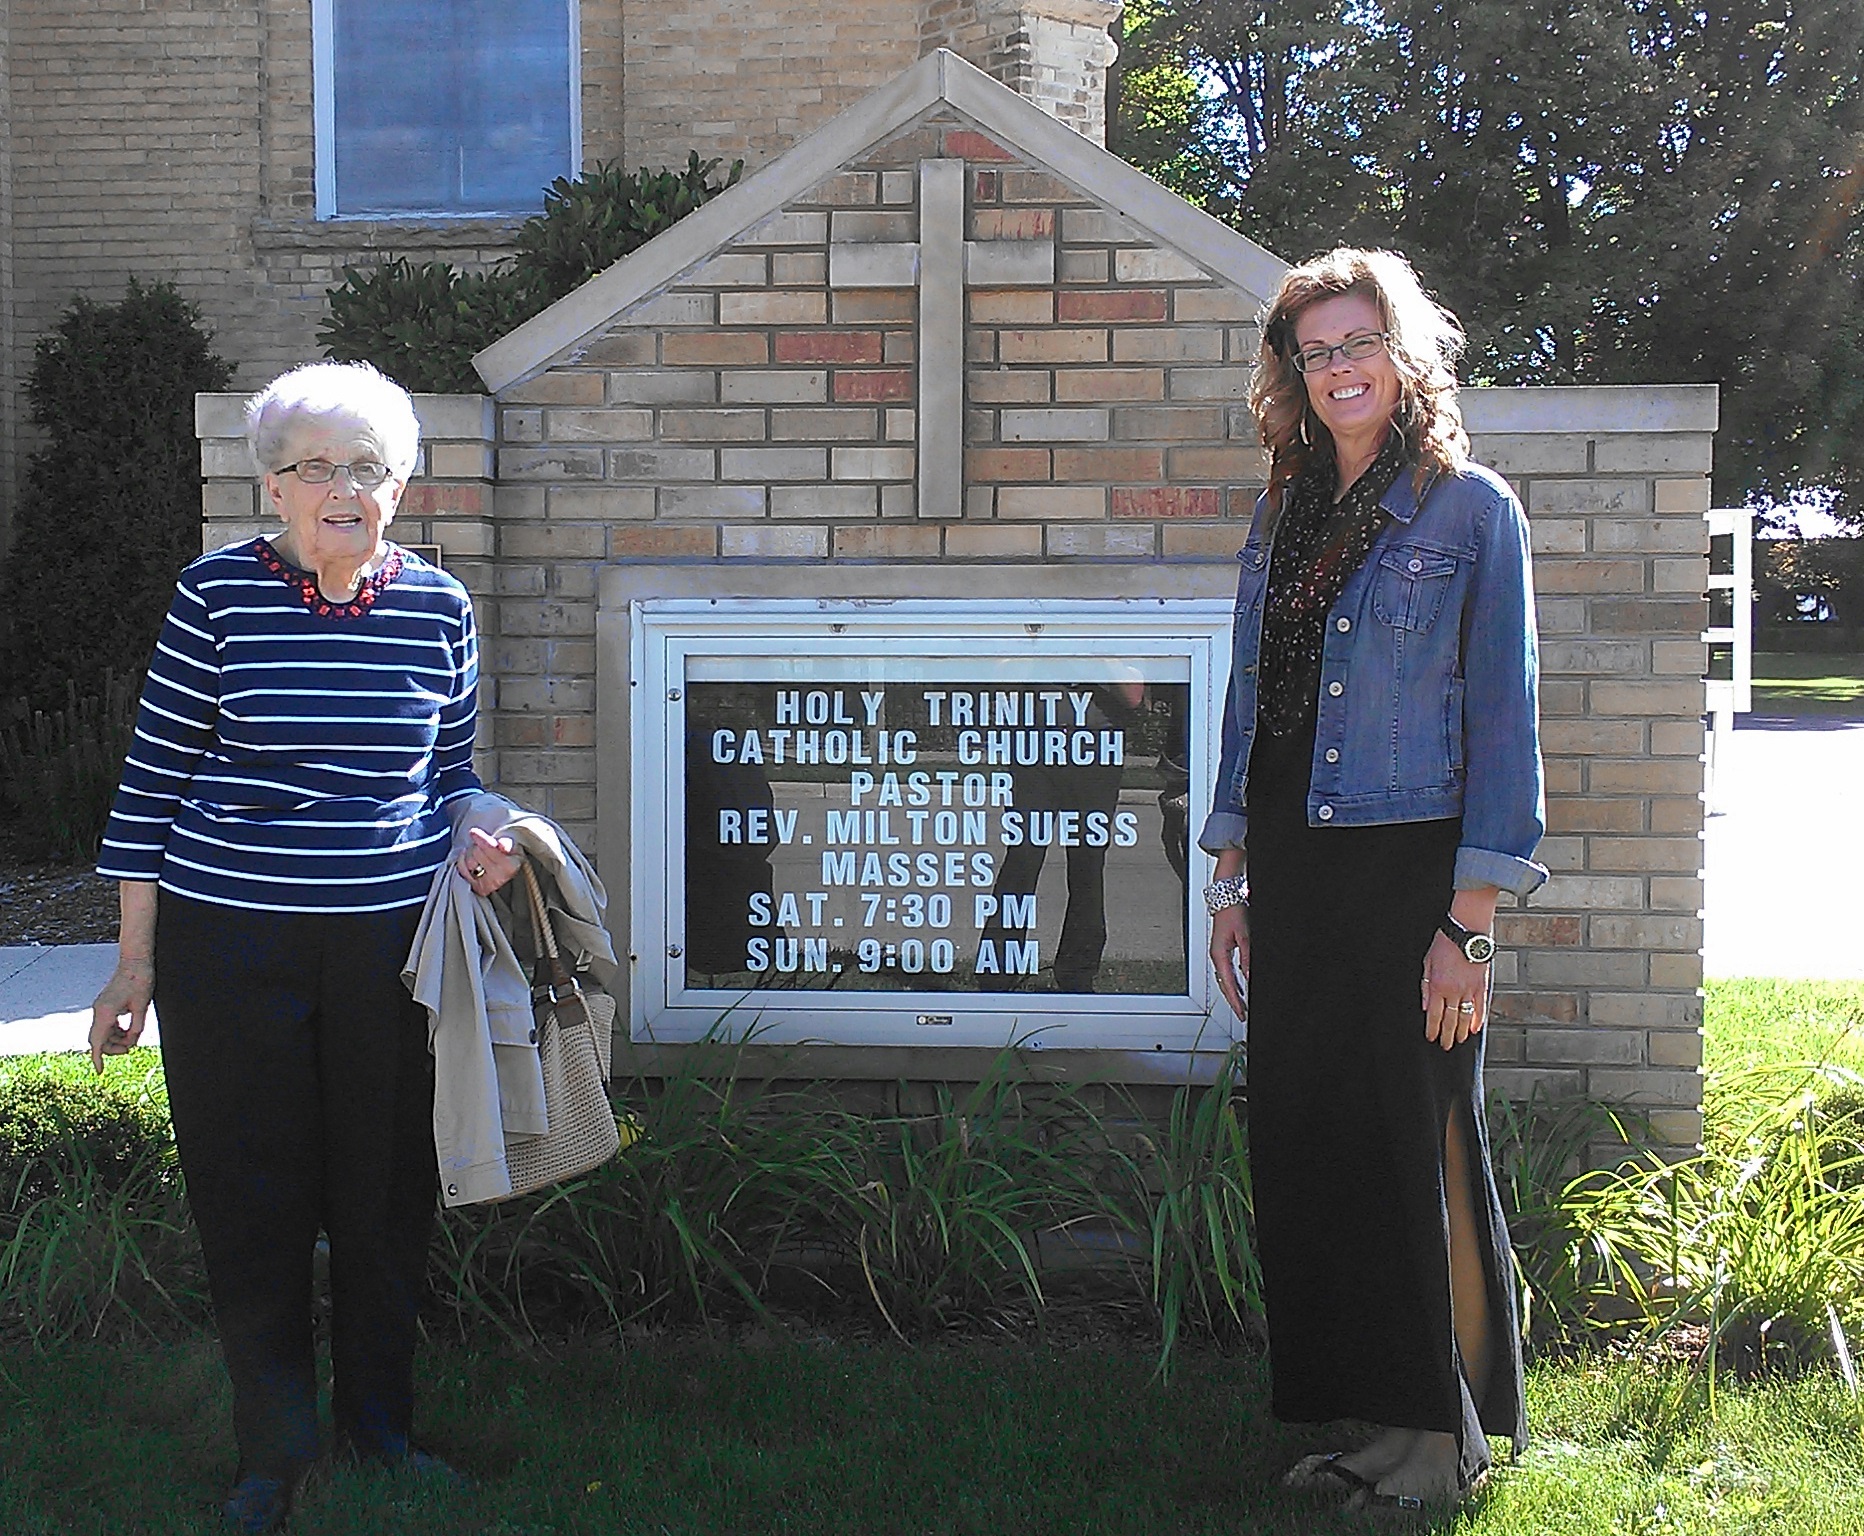 HOLY TRINITY
CATHOLIC CHURCH
PASTOR
REV. MILTON SUESS
MASSES
SAT. 7:30 PM
SUN. 9:00 AM